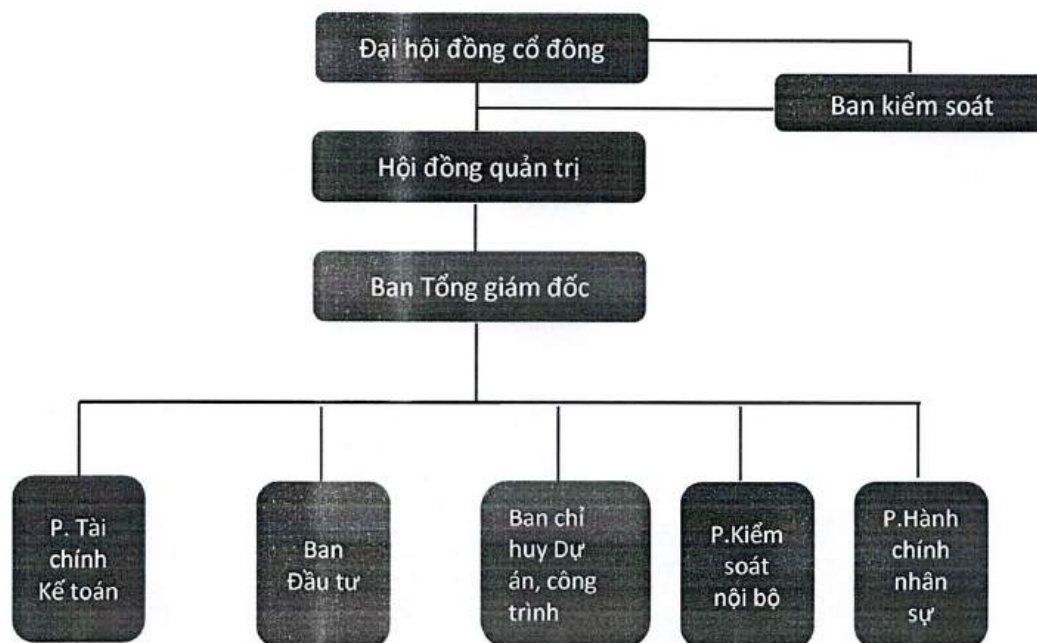 Đại hội đồng cổ đông
Ban kiểm soát
Hội đồng quản trị
Ban Tổng giám đốc
P. Tài
chính
Kế toán
Ban
Đầu tư
Ban chỉ
huy Dự
án, công
trình
P.Kiểm
soát
nội bộ
P.Hành
chính
nhân
sự